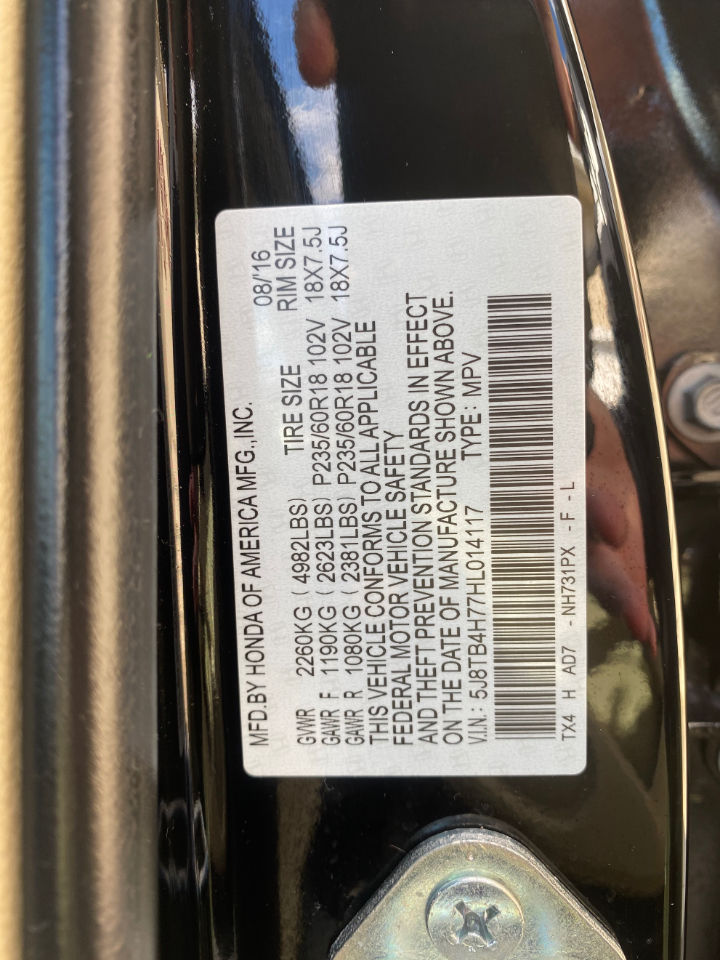 MFD.BY HONDA OF AMERICA MFG.,INC. 08/'16
TIRE SIZE RIM SIZE
GVWR 2260KG (4982LBS)
GAWR F 1190KG (2623LBS) P235/60R18 102V 18X7.5J
GAWR R 1080KG (2381LBS) P235/60R18 102V 18X7.5J
THIS VEHICLE CONFORMS TO ALL APPLICABLE
FEDERAL MOTOR VEHICLE SAFETY
AND THEFT PREVENTION STANDARDS IN EFFECT
ON THE DATE OF MANUFACTURE SHOWN ABOVE.
V.I.N.: 5J8TB4H77HL014117 TYPE: MPV
TX4 H AD7 - NH731PX - F - L